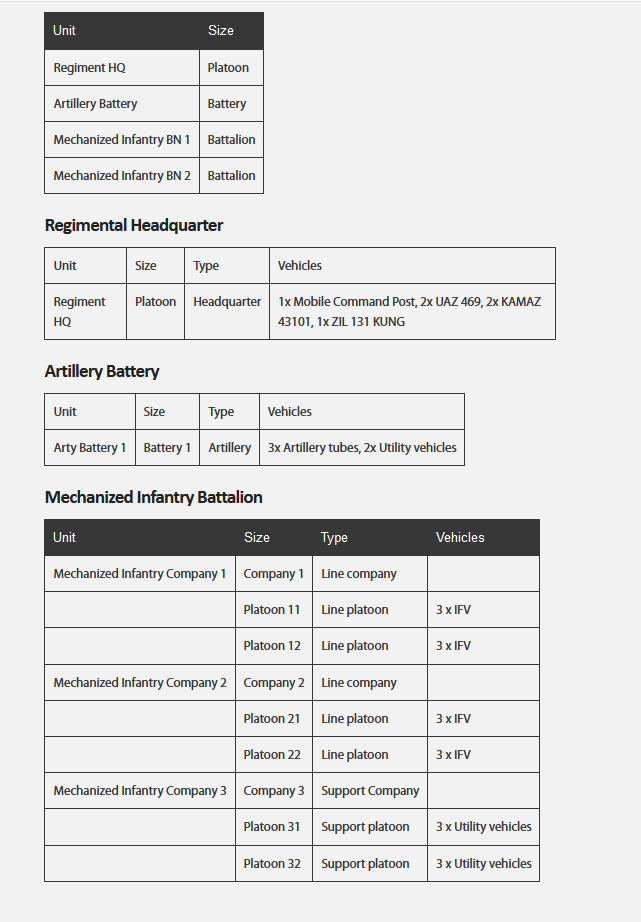 Unit Size
Regiment HQ Platoon
Artillery Battery Battery
Mechanized Infantry BN 1 Battalion
Mechanized Infantry BN 2 Battalion
Regimental Headquarter
Unit Size Type Vehicles
Regiment Platoon Headquarter 1x Mobile Command Post, 2x UAZ 469, 2x KAMAZ
HQ 43101, 1x ZIL 131 KUNG
Artillery Battery
Unit Size Type Vehicles
Arty Battery 1 Battery 1 Artillery 3x Artillery tubes, 2x Utility vehicles
Mechanized Infantry Battalion
Unit Size Type Vehicles
Mechanized Infantry Company 1 Company 1 Line company
Platoon 11 Line platoon 3 x IFV
Platoon 12 Line platoon 3 x IFV
Mechanized Infantry Company 2 Company 2 Line company
Platoon 21 Line platoon 3 x IFV
Platoon 22 Line platoon 3 x IFV
Mechanized Infantry Company 3 Company 3 Support Company
Platoon 31 Support platoon 3 x Utility vehicles
Platoon 32 Support platoon 3 x Utility vehicles